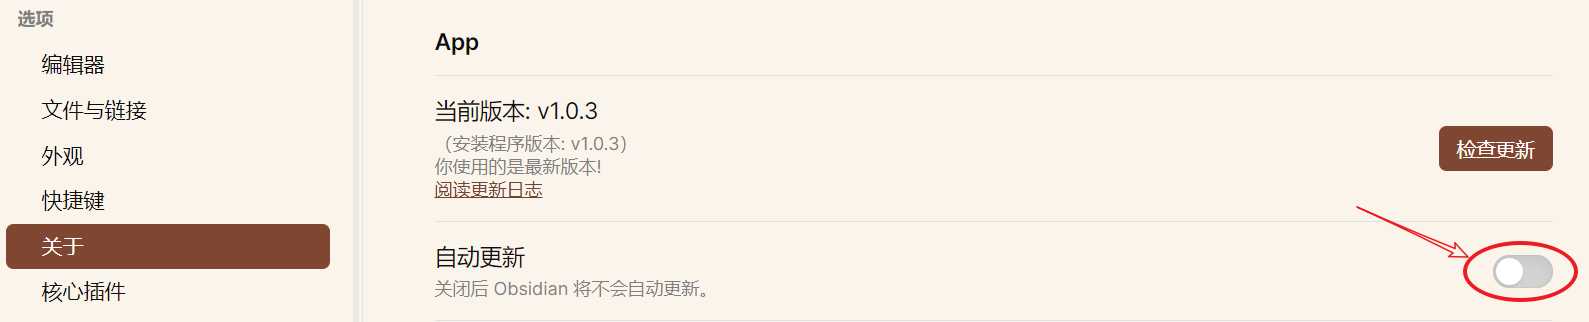 选项
编辑器
文件与链接
外观
快捷键
关于
核心插件
App
当前版本: v1.0.3
（安装程序版本: v1.0.3）
你使用的是最新版本!
阅读更新日志
检查更新
自动更新
关闭后 Obsidian 将不会自动更新。